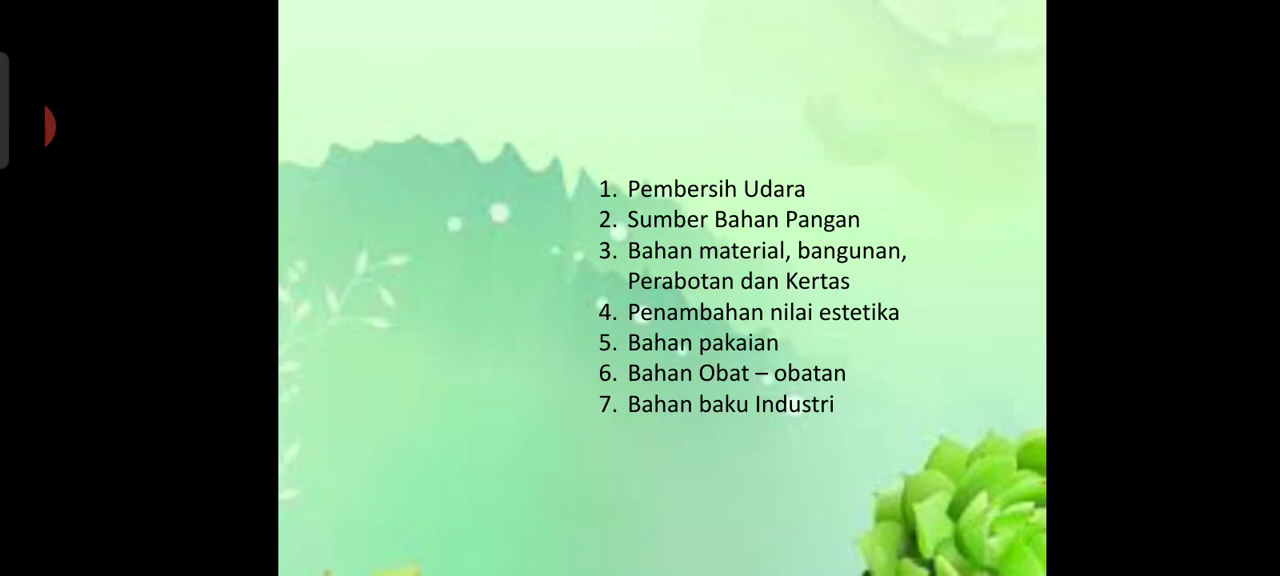 1. Pembersih Udara
2. Sumber Bahan Pangan
3. Bahan material, bangunan,
Perabotan dan Kertas
4. Penambahan nilai estetika
5. Bahan pakaian
6. Bahan Obat – obatan
7. Bahan baku Industri